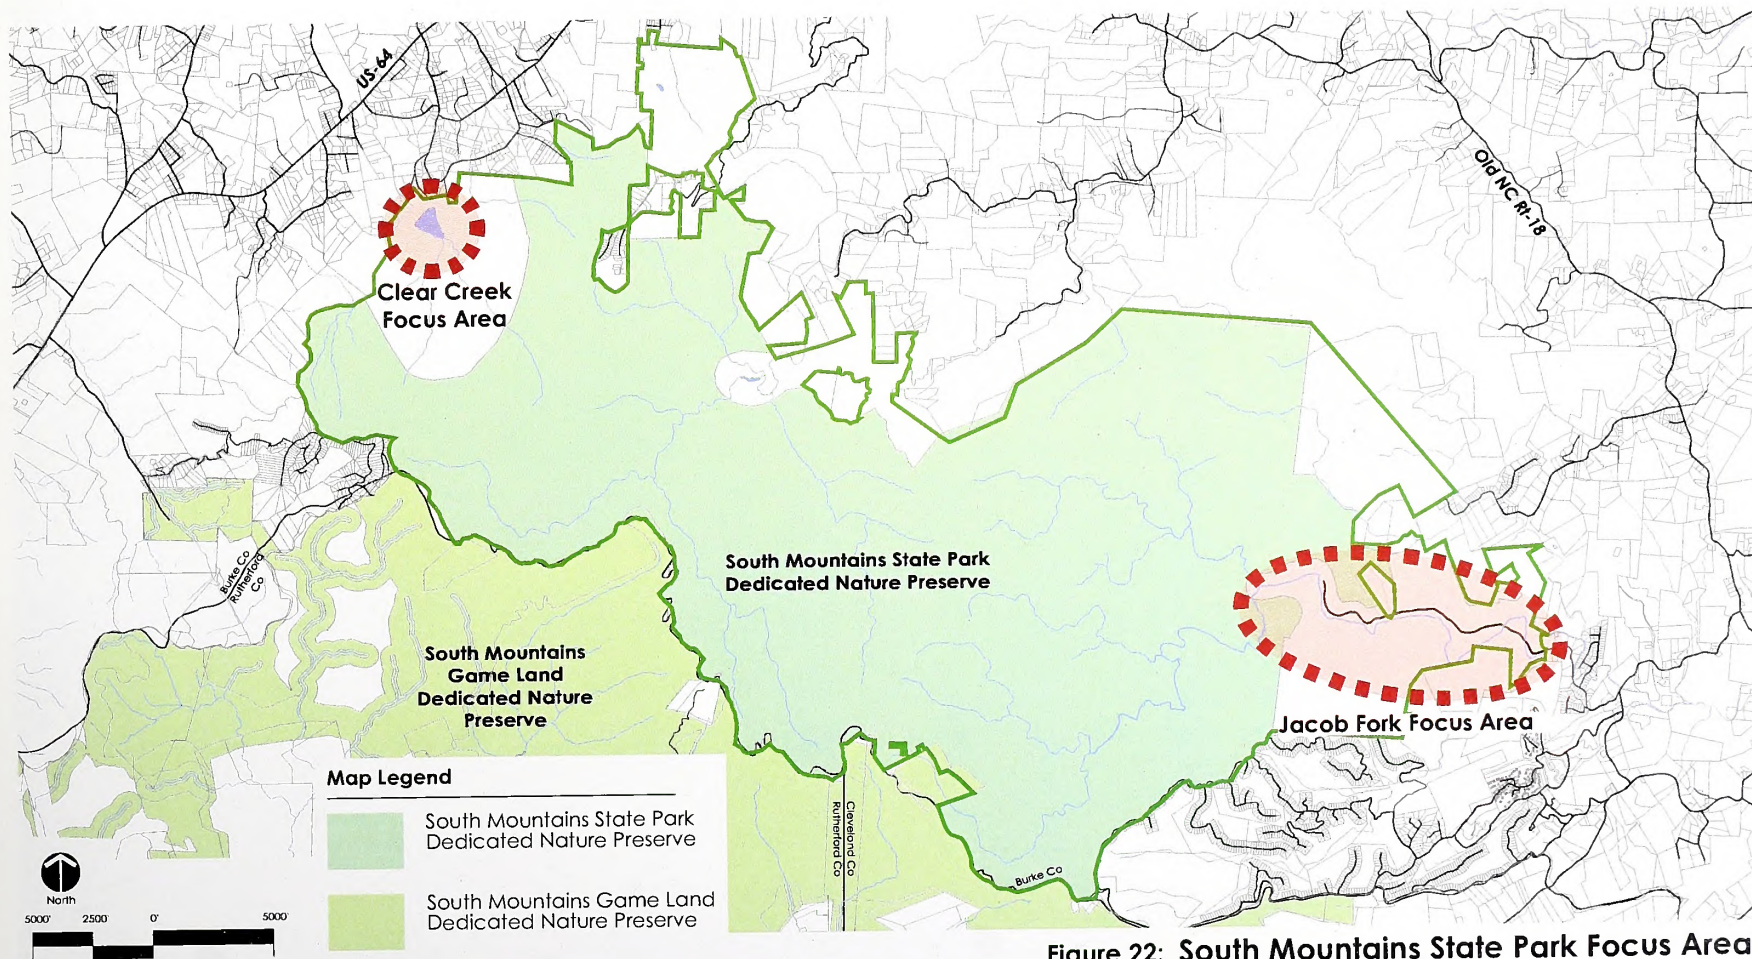 US-64
Old NC Rt-18
Clear Creek
Focus Area
South Mountains State Park
Dedicated Nature Preserve
Burke Co
Rutherford
Co
South Mountains
Game Land
Dedicated Nature
Preserve
Jacob Fork Focus Area
Map Legend
South Mountains State Park
Dedicated Nature Preserve
South Mountains Game Land
Dedicated Nature Preserve
Cleveland Co
Rutherford Co
Burke Co
North
5000' 2500' 0' 5000'
Figure 22: South Mountains State Park Focus Area